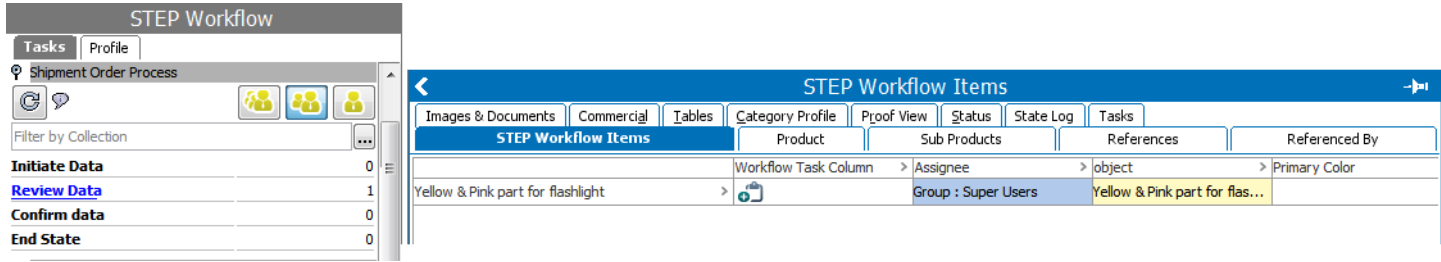 STEP Workflow
Tasks Profile
Shipment Order Process
Filter by Collection ...
Initiate Data 0
Review Data 1
Confirm data 0
End State 0
STEP Workflow Items
Images & Documents Commercial Tables Category Profile Proof View Status State Log Tasks
STEP Workflow Items Product Sub Products References Referenced By
Workflow Task Column > Assignee > object > Primary Color
Yellow & Pink part for flashlight > Group : Super Users Yellow & Pink part for flas...